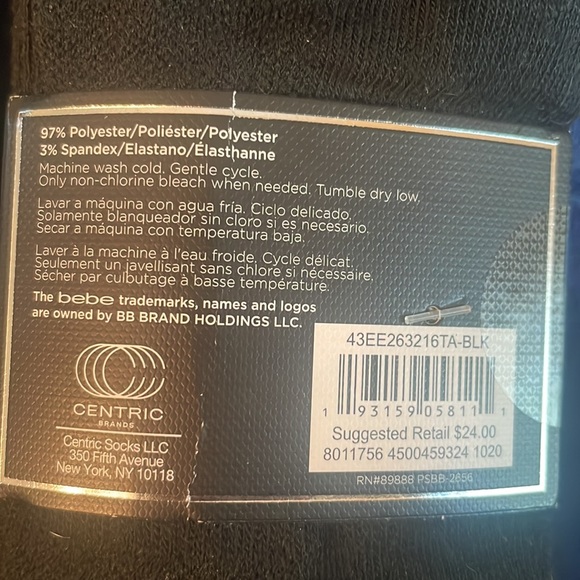 97% Polyester/Poliéster/Polyester
3% Spandex/Elastano/Élasthanne
Machine wash cold. Gentle cycle.
Only non-chlorine bleach when needed. Tumble dry low.
Lavar a máquina con agua fría. Ciclo delicado.
Solamente blanqueador sin cloro si es necesario.
Secar a máquina con temperatura baja.
Laver à la machine à l'eau froide. Cycle délicat.
Seulement un javellisant sans chlore si nécessaire.
Sécher par culbutage à basse température.
The bebe trademarks, names and logos
are owned by BB BRAND HOLDINGS LLC.
CENTRIC
BRANDS
Centric Socks LLC
350 Fifth Avenue
New York, NY 10118
43EE263216TA-BLK
1 93159 05811 1
Suggested Retail $24.00
8011756 4500459324 1020
RN#89888 PSBB-2656